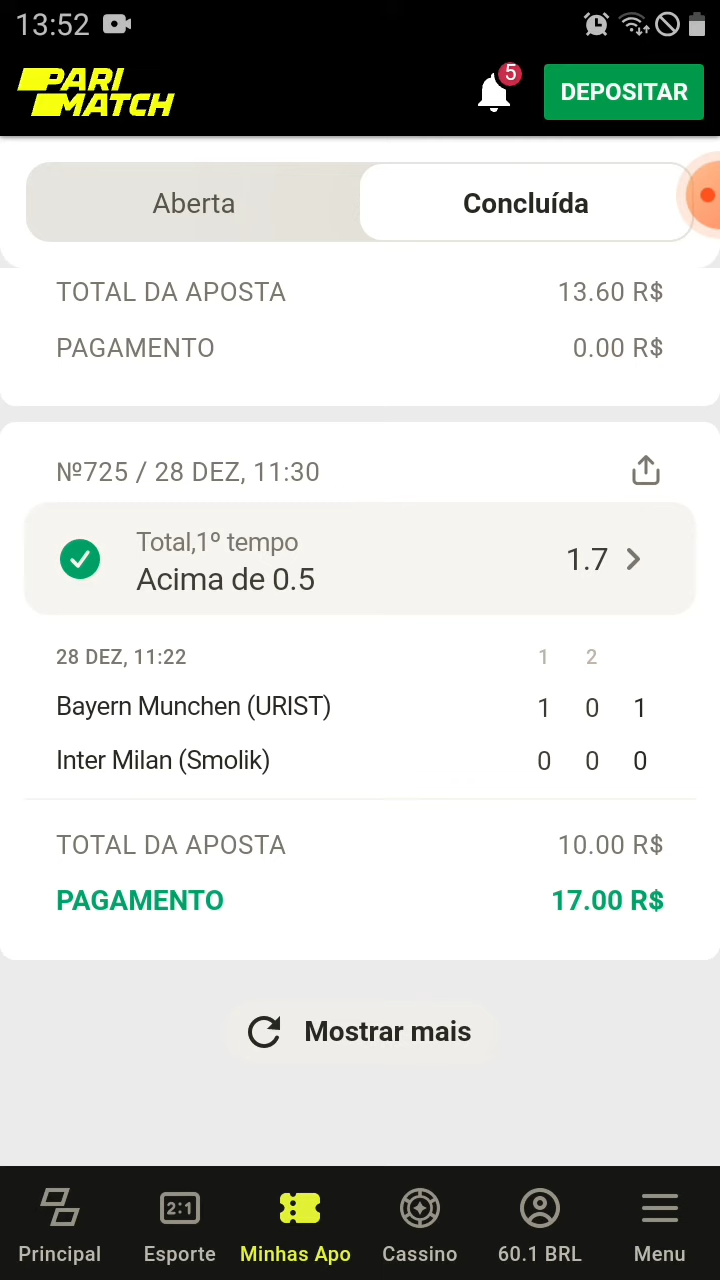 13:52
PARI MATCH
5
DEPOSITAR
Aberta
Concluída
TOTAL DA APOSTA 13.60 R$
PAGAMENTO 0.00 R$
№725 / 28 DEZ, 11:30
Total,1º tempo
Acima de 0.5
1.7
28 DEZ, 11:22 1 2
Bayern Munchen (URIST) 1 0 1
Inter Milan (Smolik) 0 0 0
TOTAL DA APOSTA 10.00 R$
PAGAMENTO 17.00 R$
Mostrar mais
2:1
Principal Esporte Minhas Apo Cassino 60.1 BRL Menu